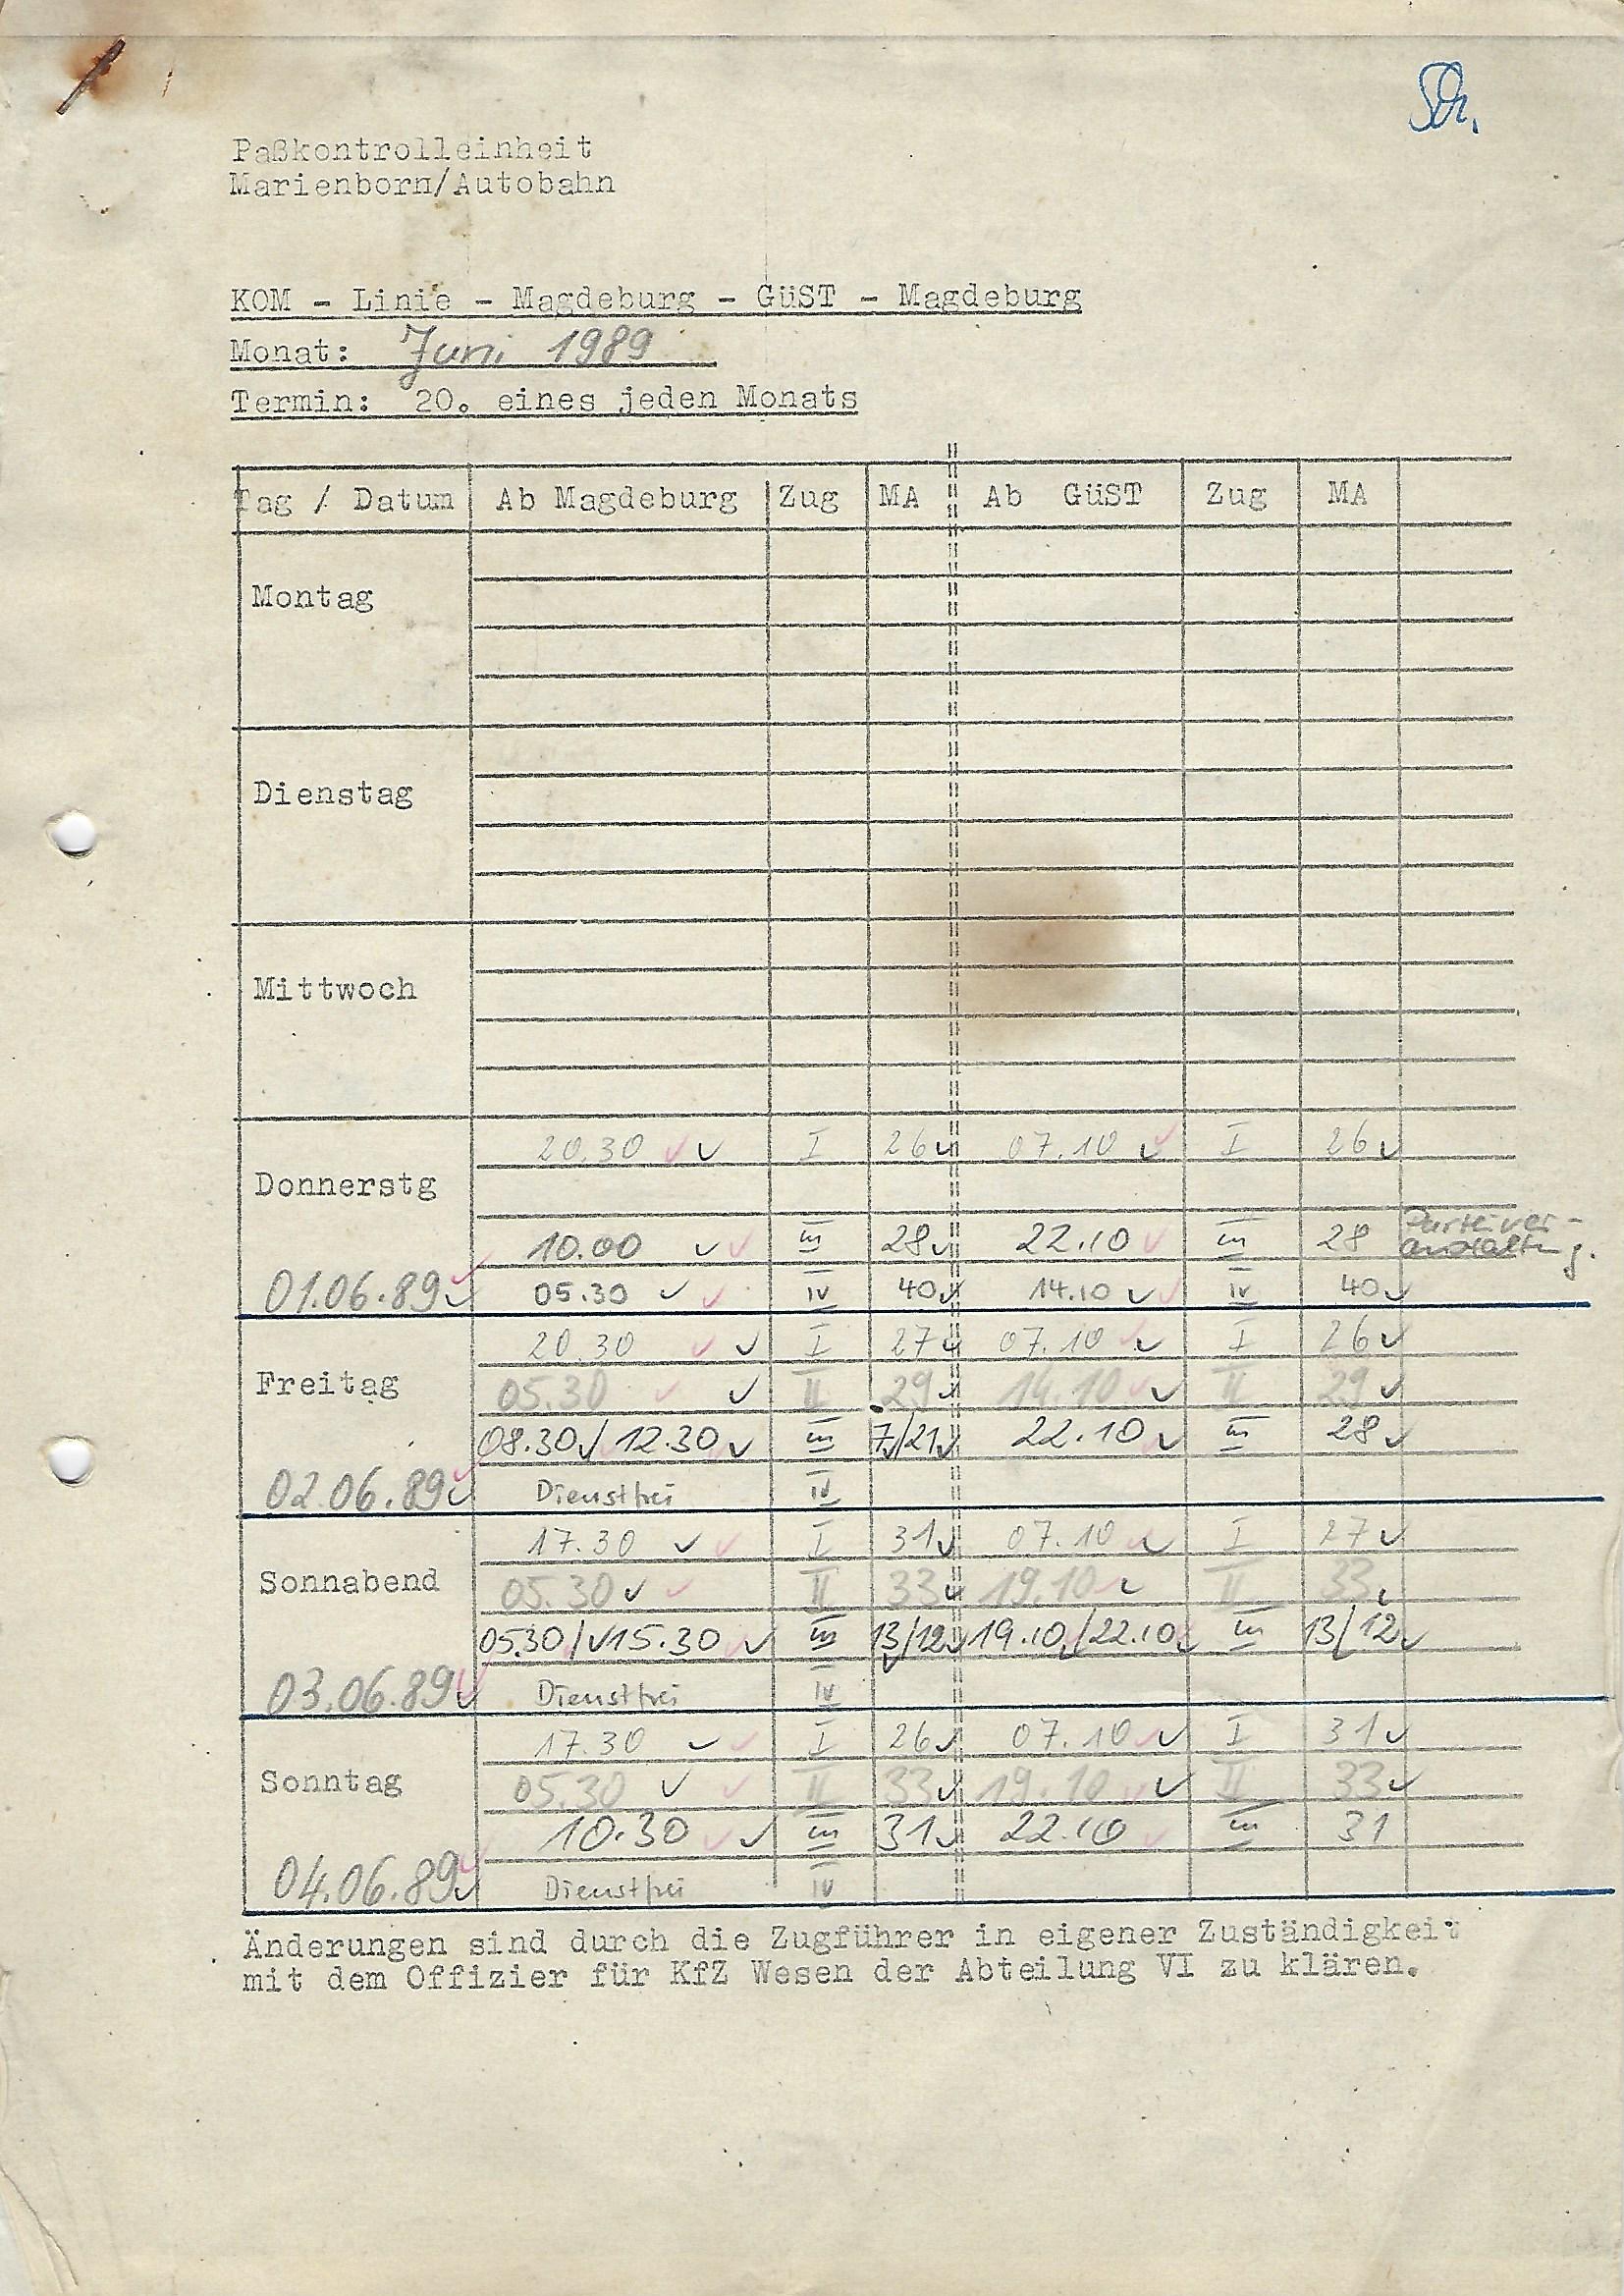 Sch.
Paßkontrolleinheit
Marienborn/Autobahn
KOM - Linie - Magdeburg - GüST - Magdeburg
Monat: Juni 1989
Termin: 20. eines jeden Monats
Tag / Datum Ab Magdeburg Zug MA Ab GüST Zug MA
Montag
Dienstag
Mittwoch
20.30 ✓ ✓ I 26 ✓ 07.10 ✓ ✓ I 26 ✓
Donnerstg
10.00 ✓ ✓ III 28 ✓ 22.10 ✓ III 28 Parteiver-
anstaltung.
01.06.89 ✓ ✓ 05.30 ✓ ✓ IV 40 ✓ 14.10 ✓ ✓ IV 40 ✓
20.30 ✓ ✓ I 27 ✓ 07.10 ✓ ✓ I 26 ✓
Freitag 05.30 ✓ ✓ II 29 ✓ 14.10 ✓ ✓ II 29 ✓
08.30 ✓ / 12.30 ✓ III 7 ✓ / 21 ✓ 22.10 ✓ III 28 ✓
02.06.89 ✓ ✓ Dienstfrei IV
17.30 ✓ ✓ I 31 ✓ 07.10 ✓ ✓ I 27 ✓
Sonnabend 05.30 ✓ ✓ II 33 ✓ 19.10 ✓ ✓ II 33 ✓
05.30 / ✓ 15.30 ✓ III 13/12 ✓ 19.10 ✓ / 22.10 ✓ III 13/12 ✓
03.06.89 ✓ ✓ Dienstfrei IV
17.30 ✓ ✓ I 26 ✓ 07.10 ✓ ✓ I 31 ✓
Sonntag 05.30 ✓ ✓ II 33 ✓ 19.10 ✓ ✓ II 33 ✓
10.30 ✓ ✓ III 31 ✓ 22.10 ✓ III 31
04.06.89 ✓ ✓ Dienstfrei IV
Änderungen sind durch die Zugführer in eigener Zuständigkeit
mit dem Offizier für KfZ Wesen der Abteilung VI zu klären.